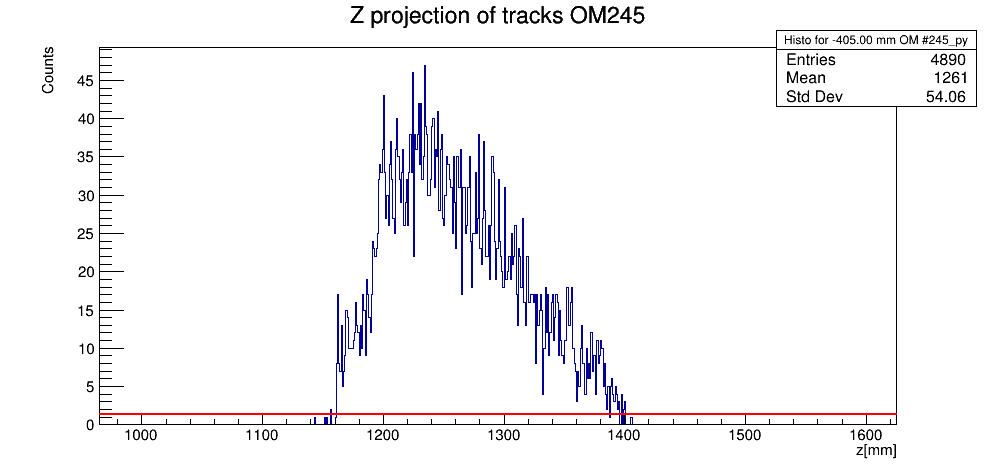 Z projection of tracks OM245
Histo for -405.00 mm OM #245_py
Entries 4890
Mean 1261
Std Dev 54.06
Counts
45
40
35
30
25
20
15
10
5
0
1000 1100 1200 1300 1400 1500 1600
z[mm]